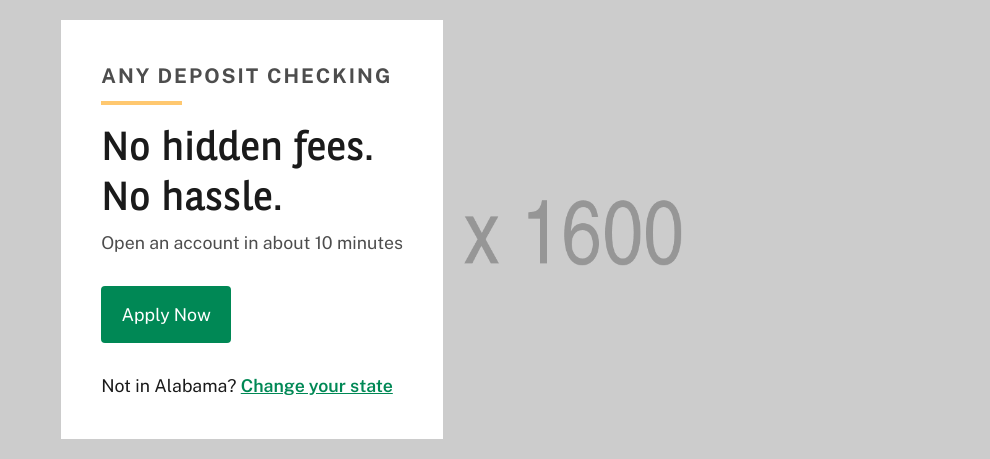 ANY DEPOSIT CHECKING
No hidden fees.
No hassle.
Open an account in about 10 minutes
Apply Now
Not in Alabama? Change your state
x 1600